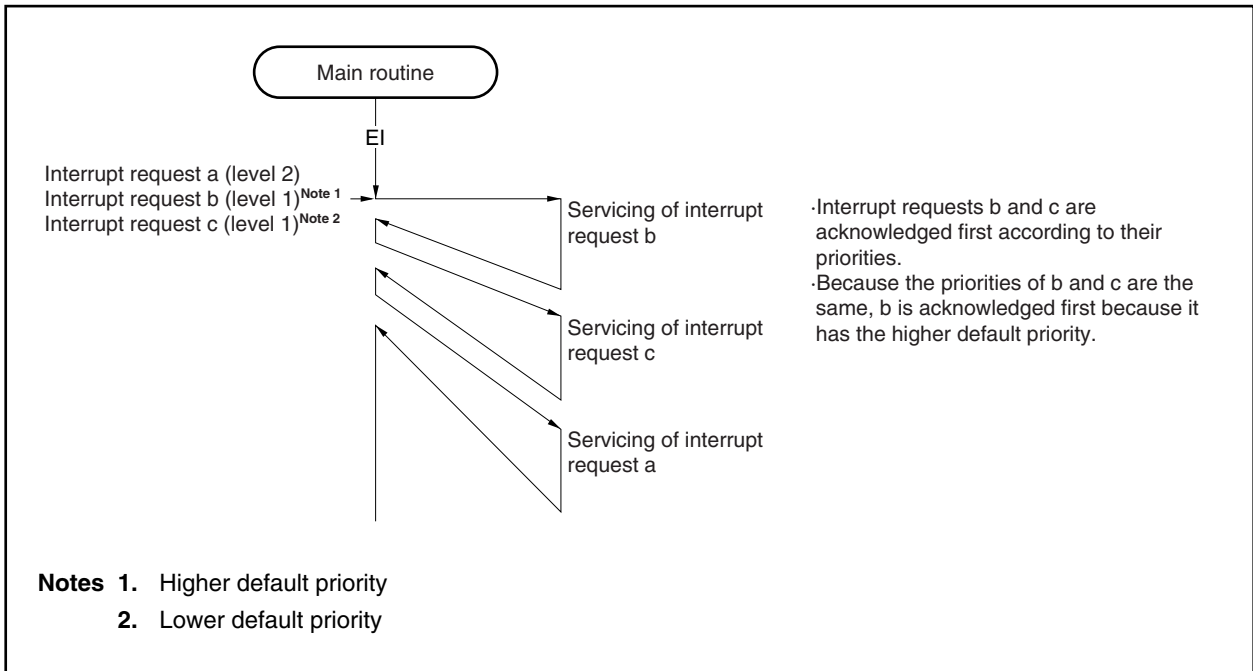 Main routine
EI
Interrupt request a (level 2)
Interrupt request b (level 1)Note 1
Interrupt request c (level 1)Note 2
Servicing of interrupt
request b
·Interrupt requests b and c are
acknowledged first according to their
priorities.
·Because the priorities of b and c are the
same, b is acknowledged first because it
has the higher default priority.
Servicing of interrupt
request c
Servicing of interrupt
request a
Notes 1. Higher default priority
2. Lower default priority